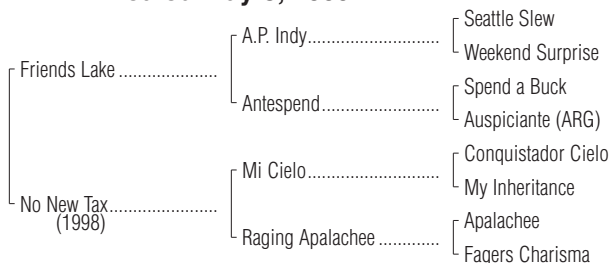 Seattle Slew
A.P. Indy..............................
Weekend Surprise
Friends Lake ......................
Spend a Buck
Antespend...........................
Auspiciante (ARG)
Conquistador Cielo
Mi Cielo..............................
My Inheritance
No New Tax........................
(1998)
Apalachee
Raging Apalachee .............
Fagers Charisma